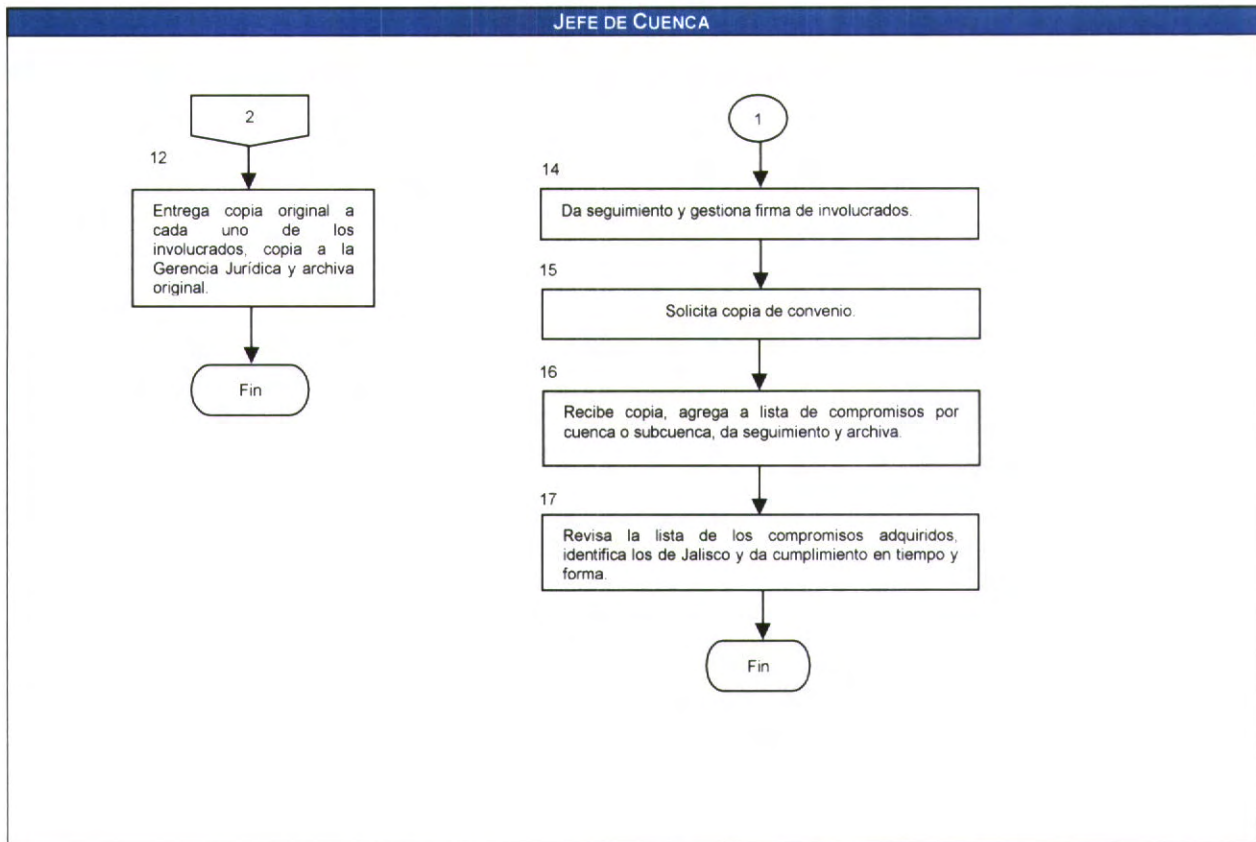 JEFE DE CUENCA
2
12
Entrega copia original a
cada uno de los
involucrados, copia a la
Gerencia Jurídica y archiva
original.
Fin
1
14
Da seguimiento y gestiona firma de involucrados.
15
Solicita copia de convenio.
16
Recibe copia, agrega a lista de compromisos por
cuenca o subcuenca, da seguimiento y archiva.
17
Revisa la lista de los compromisos adquiridos,
identifica los de Jalisco y da cumplimiento en tiempo y
forma.
Fin